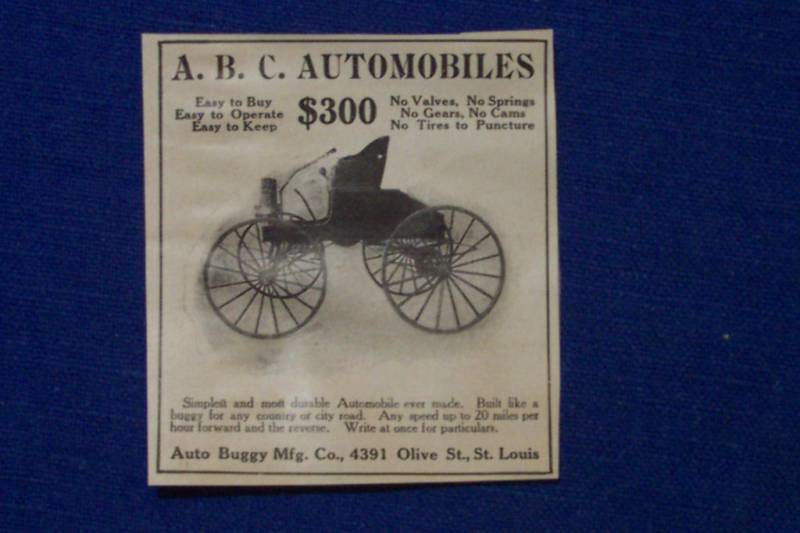 A. B. C. AUTOMOBILES
Easy to Buy
Easy to Operate
Easy to Keep
$300
No Valves, No Springs
No Gears, No Cams
No Tires to Puncture
Simplest and most durable Automobile ever made. Built like a
buggy for any country or city road. Any speed up to 20 miles per
hour forward and the reverse. Write at once for particulars.
Auto Buggy Mfg. Co., 4391 Olive St., St. Louis